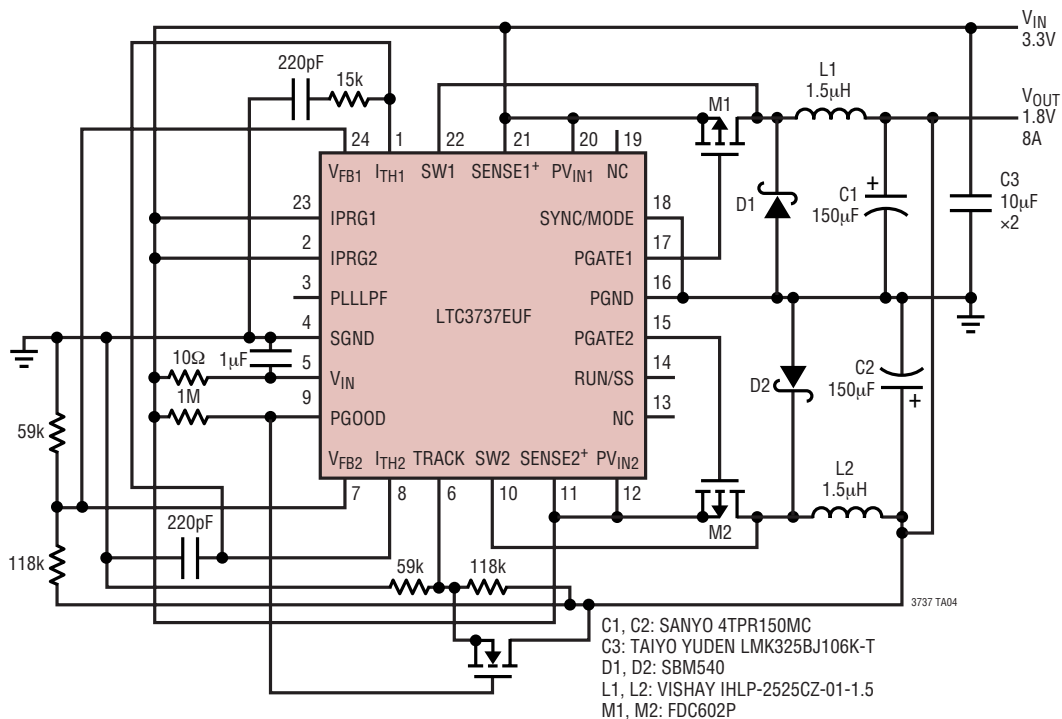 VIN
3.3V
220pF
15k
L1
1.5µH
M1
VOUT
1.8V
8A
24
1
22
21
20
19
VFB1
ITH1
SW1
SENSE1+
PVIN1
NC
C3
10µF
×2
C1
150µF
+
D1
23
IPRG1
SYNC/MODE
18
2
IPRG2
PGATE1
17
3
PLLLPF
PGND
16
LTC3737EUF
4
SGND
PGATE2
15
1µF
10Ω
5
VIN
RUN/SS
14
D2
C2
150µF
+
1M
9
PGOOD
NC
13
59k
VFB2
ITH2
TRACK
SW2
SENSE2+
PVIN2
7
8
6
10
11
12
L2
1.5µH
M2
220pF
118k
59k
118k
3737 TA04
C1, C2: SANYO 4TPR150MC
C3: TAIYO YUDEN LMK325BJ106K-T
D1, D2: SBM540
L1, L2: VISHAY IHLP-2525CZ-01-1.5
M1, M2: FDC602P